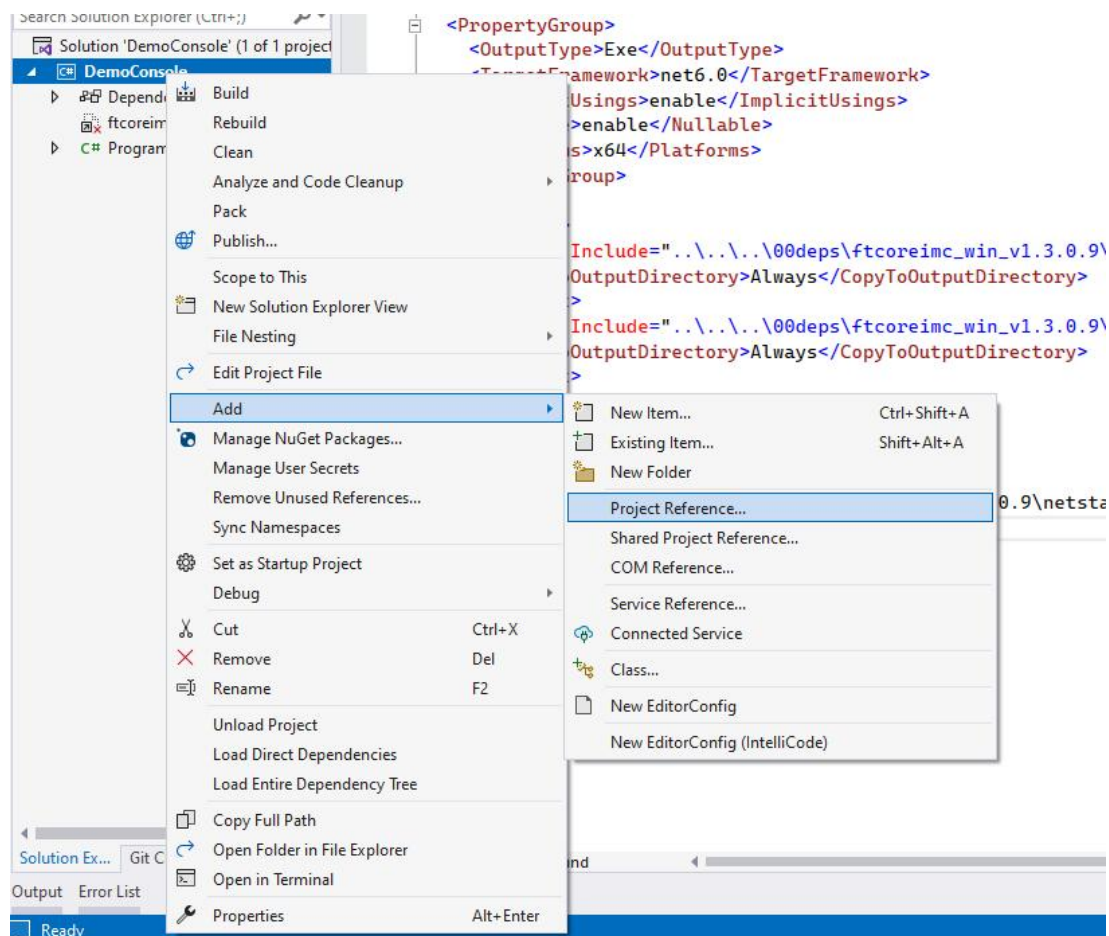 Search Solution Explorer (Ctrl+;)
Solution 'DemoConsole' (1 of 1 project
DemoConsole
Depend
ftcoreim
C# Program
<PropertyGroup>
<OutputType>Exe</OutputType>
<TargetFramework>net6.0</TargetFramework>
Usings>enable</ImplicitUsings>
>enable</Nullable>
s>x64</Platforms>
roup>
Include="..\..\..\00deps\ftcoreimc_win_v1.3.0.9\
OutputDirectory>Always</CopyToOutputDirectory>
>
Include="..\..\..\00deps\ftcoreimc_win_v1.3.0.9\
OutputDirectory>Always</CopyToOutputDirectory>
>
0.9\netsta
Build
Rebuild
Clean
Analyze and Code Cleanup
Pack
Publish...
Scope to This
New Solution Explorer View
File Nesting
Edit Project File
Add
Manage NuGet Packages...
Manage User Secrets
Remove Unused References...
Sync Namespaces
Set as Startup Project
Debug
Cut Ctrl+X
Remove Del
Rename F2
Unload Project
Load Direct Dependencies
Load Entire Dependency Tree
Copy Full Path
Open Folder in File Explorer
Open in Terminal
Properties Alt+Enter
New Item... Ctrl+Shift+A
Existing Item... Shift+Alt+A
New Folder
Project Reference...
Shared Project Reference...
COM Reference...
Service Reference...
Connected Service
Class...
New EditorConfig
New EditorConfig (IntelliCode)
Solution Ex... Git C
nd
Output Error List
Ready